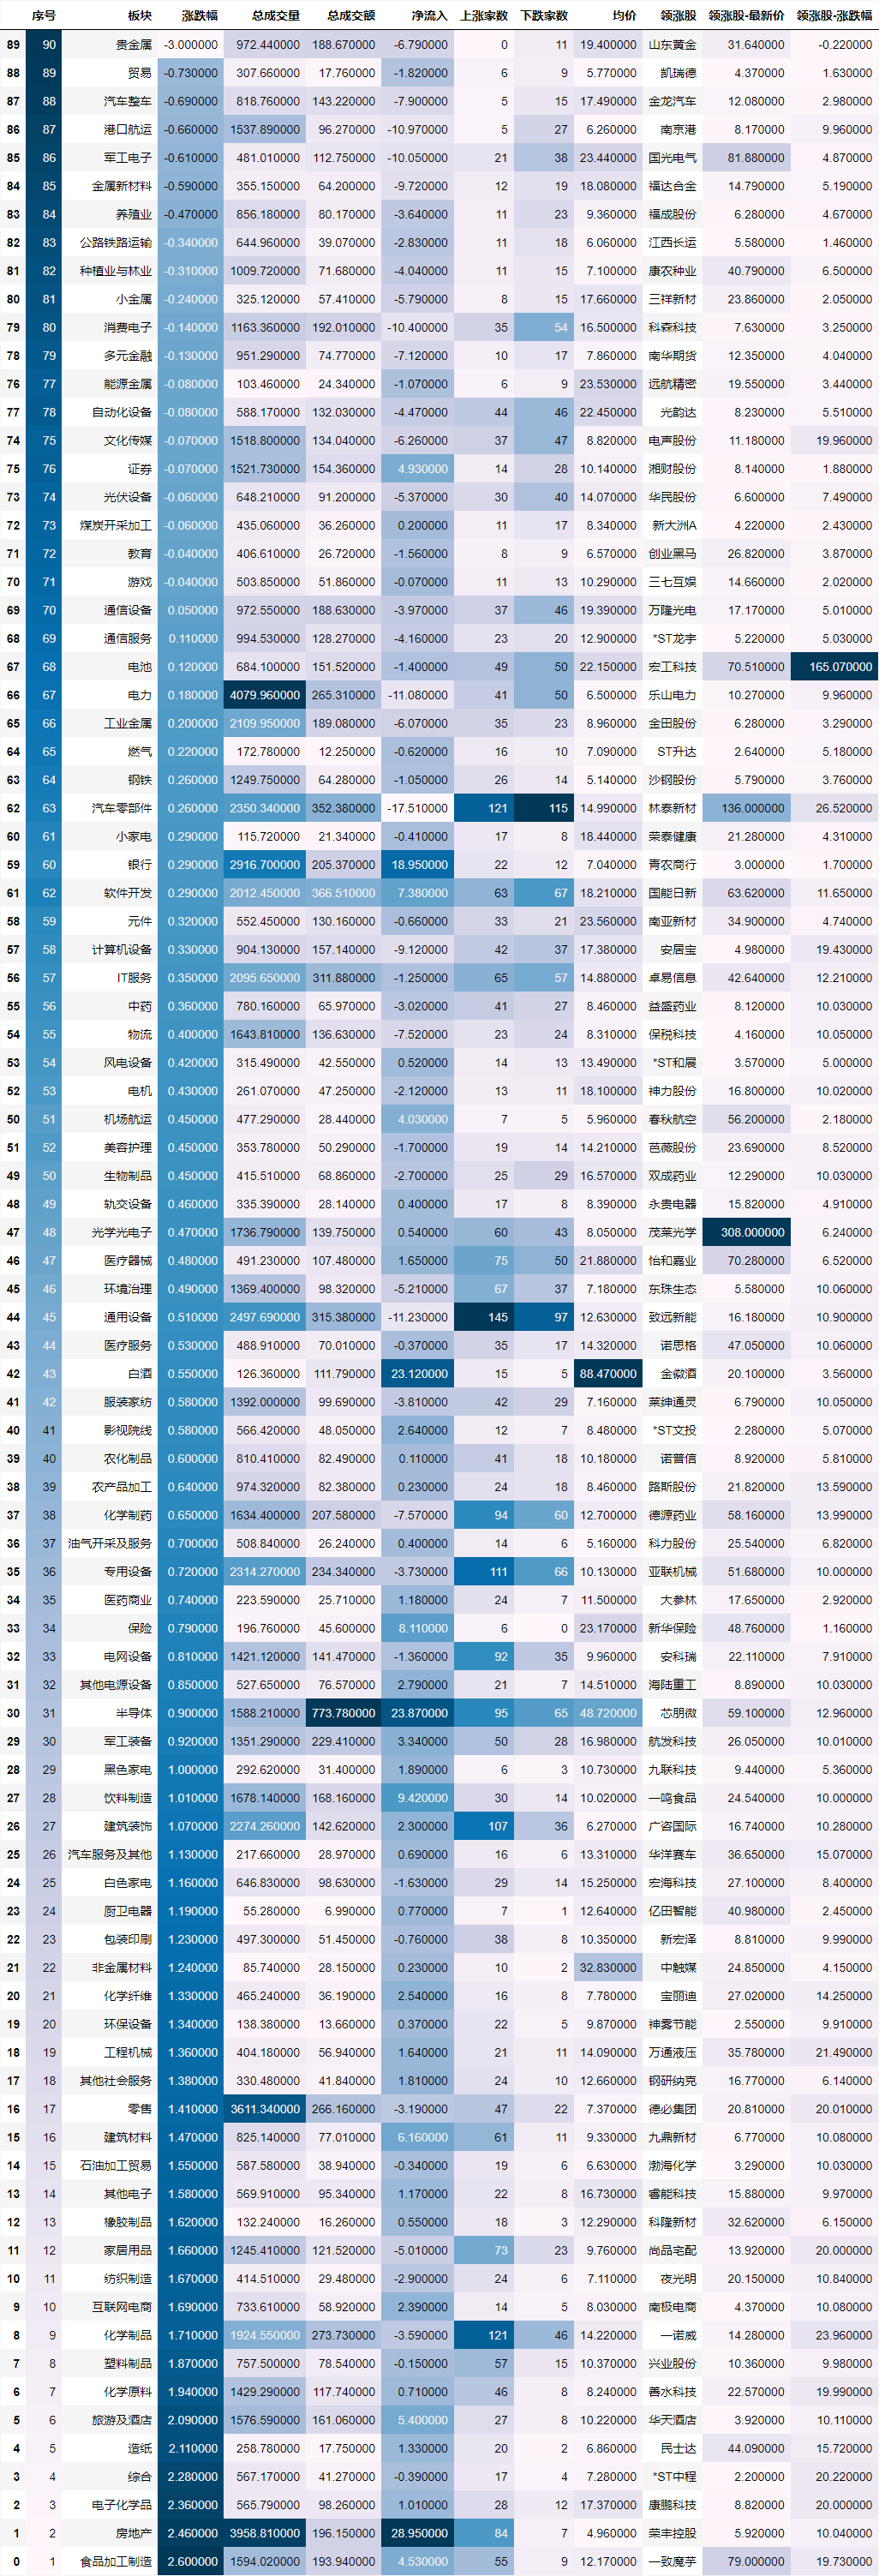 序号 板块 涨跌幅 总成交量 总成交额 净流入 上涨家数 下跌家数 均价 领涨股 领涨股-最新价 领涨股-涨跌幅
89 90 贵金属 -3.000000 972.440000 188.670000 -6.790000 0 11 19.400000 山东黄金 31.640000 -0.220000
88 89 贸易 -0.730000 307.660000 17.760000 -1.820000 6 9 5.770000 凯瑞德 4.370000 1.630000
87 88 汽车整车 -0.690000 818.760000 143.220000 -7.900000 5 15 17.490000 金龙汽车 12.080000 2.980000
86 87 港口航运 -0.660000 1537.890000 96.270000 -10.970000 5 27 6.260000 南京港 8.170000 9.960000
85 86 军工电子 -0.610000 481.010000 112.750000 -10.050000 21 38 23.440000 国光电气 81.880000 4.870000
84 85 金属新材料 -0.590000 355.150000 64.200000 -9.720000 12 19 18.080000 福达合金 14.790000 5.190000
83 84 养殖业 -0.470000 856.180000 80.170000 -3.640000 11 23 9.360000 福成股份 6.280000 4.670000
82 83 公路铁路运输 -0.340000 644.960000 39.070000 -2.830000 11 18 6.060000 江西长运 5.580000 1.460000
81 82 种植业与林业 -0.310000 1009.720000 71.680000 -4.040000 11 15 7.100000 康农种业 40.790000 6.500000
80 81 小金属 -0.240000 325.120000 57.410000 -5.790000 8 15 17.660000 三祥新材 23.860000 2.050000
79 80 消费电子 -0.140000 1163.360000 192.010000 -10.400000 35 54 16.500000 科森科技 7.630000 3.250000
78 79 多元金融 -0.130000 951.290000 74.770000 -7.120000 10 17 7.860000 南华期货 12.350000 4.040000
76 77 能源金属 -0.080000 103.460000 24.340000 -1.070000 6 9 23.530000 远航精密 19.550000 3.440000
77 78 自动化设备 -0.080000 588.170000 132.030000 -4.470000 44 46 22.450000 光韵达 8.230000 5.510000
74 75 文化传媒 -0.070000 1518.800000 134.040000 -6.260000 37 47 8.820000 电声股份 11.180000 19.960000
75 76 证券 -0.070000 1521.730000 154.360000 4.930000 14 28 10.140000 湘财股份 8.140000 1.880000
73 74 光伏设备 -0.060000 648.210000 91.200000 -5.370000 30 40 14.070000 华民股份 6.600000 7.490000
72 73 煤炭开采加工 -0.060000 435.060000 36.260000 0.200000 11 17 8.340000 新大洲A 4.220000 2.430000
71 72 教育 -0.040000 406.610000 26.720000 -1.560000 8 9 6.570000 创业黑马 26.820000 3.870000
70 71 游戏 -0.040000 503.850000 51.860000 -0.070000 11 13 10.290000 三七互娱 14.660000 2.020000
69 70 通信设备 0.050000 972.550000 188.630000 -3.970000 37 46 19.390000 万隆光电 17.170000 5.010000
68 69 通信服务 0.110000 994.530000 128.270000 -4.160000 23 20 12.900000 *ST龙宇 5.220000 5.030000
67 68 电池 0.120000 684.100000 151.520000 -1.400000 49 50 22.150000 宏工科技 70.510000 165.070000
66 67 电力 0.180000 4079.960000 265.310000 -11.080000 41 50 6.500000 乐山电力 10.270000 9.960000
65 66 工业金属 0.200000 2109.950000 189.080000 -6.070000 35 23 8.960000 金田股份 6.280000 3.290000
64 65 燃气 0.220000 172.780000 12.250000 -0.620000 16 10 7.090000 ST升达 2.640000 5.180000
63 64 钢铁 0.260000 1249.750000 64.280000 -1.050000 26 14 5.140000 沙钢股份 5.790000 3.760000
62 63 汽车零部件 0.260000 2350.340000 352.380000 -17.510000 121 115 14.990000 林泰新材 136.000000 26.520000
60 61 小家电 0.290000 115.720000 21.340000 -0.410000 17 8 18.440000 荣泰健康 21.280000 4.310000
59 60 银行 0.290000 2916.700000 205.370000 18.950000 22 12 7.040000 青农商行 3.000000 1.700000
61 62 软件开发 0.290000 2012.450000 366.510000 7.380000 63 67 18.210000 国能日新 63.620000 11.650000
58 59 元件 0.320000 552.450000 130.160000 -0.660000 33 21 23.560000 南亚新材 34.900000 4.740000
57 58 计算机设备 0.330000 904.130000 157.140000 -9.120000 42 37 17.380000 安居宝 4.980000 19.430000
56 57 IT服务 0.350000 2095.650000 311.880000 -1.250000 65 57 14.880000 卓易信息 42.640000 12.210000
55 56 中药 0.360000 780.160000 65.970000 -3.020000 41 27 8.460000 益盛药业 8.120000 10.030000
54 55 物流 0.400000 1643.810000 136.630000 -7.520000 23 24 8.310000 保税科技 4.160000 10.050000
53 54 风电设备 0.420000 315.490000 42.550000 0.520000 14 13 13.490000 *ST和展 3.570000 5.000000
52 53 电机 0.430000 261.070000 47.250000 -2.120000 13 11 18.100000 神力股份 16.800000 10.020000
50 51 机场航运 0.450000 477.290000 28.440000 4.030000 7 5 5.960000 春秋航空 56.200000 2.180000
51 52 美容护理 0.450000 353.780000 50.290000 -1.700000 19 14 14.210000 芭薇股份 23.690000 8.520000
49 50 生物制品 0.450000 415.510000 68.860000 -2.700000 25 29 16.570000 双成药业 12.290000 10.030000
48 49 轨交设备 0.460000 335.390000 28.140000 0.400000 17 8 8.390000 永贵电器 15.820000 4.910000
47 48 光学光电子 0.470000 1736.790000 139.750000 0.540000 60 43 8.050000 茂莱光学 308.000000 6.240000
46 47 医疗器械 0.480000 491.230000 107.480000 1.650000 75 50 21.880000 怡和嘉业 70.280000 6.520000
45 46 环境治理 0.490000 1369.400000 98.320000 -5.210000 67 37 7.180000 东珠生态 5.580000 10.060000
44 45 通用设备 0.510000 2497.690000 315.380000 -11.230000 145 97 12.630000 致远新能 16.180000 10.900000
43 44 医疗服务 0.530000 488.910000 70.010000 -0.370000 35 17 14.320000 诺思格 47.050000 10.060000
42 43 白酒 0.550000 126.360000 111.790000 23.120000 15 5 88.470000 金徽酒 20.100000 3.560000
41 42 服装家纺 0.580000 1392.000000 99.690000 -3.810000 42 29 7.160000 莱绅通灵 6.790000 10.050000
40 41 影视院线 0.580000 566.420000 48.050000 2.640000 12 7 8.480000 *ST文投 2.280000 5.070000
39 40 农化制品 0.600000 810.410000 82.490000 0.110000 41 18 10.180000 诺普信 8.920000 5.810000
38 39 农产品加工 0.640000 974.320000 82.380000 0.230000 24 18 8.460000 路斯股份 21.820000 13.590000
37 38 化学制药 0.650000 1634.400000 207.580000 -7.570000 94 60 12.700000 德源药业 58.160000 13.990000
36 37 油气开采及服务 0.700000 508.840000 26.240000 0.400000 14 6 5.160000 科力股份 25.540000 6.820000
35 36 专用设备 0.720000 2314.270000 234.340000 -3.730000 111 66 10.130000 亚联机械 51.680000 10.000000
34 35 医药商业 0.740000 223.590000 25.710000 1.180000 24 7 11.500000 大参林 17.650000 2.920000
33 34 保险 0.790000 196.760000 45.600000 8.110000 6 0 23.170000 新华保险 48.760000 1.160000
32 33 电网设备 0.810000 1421.120000 141.470000 -1.360000 92 35 9.960000 安科瑞 22.110000 7.910000
31 32 其他电源设备 0.850000 527.650000 76.570000 2.790000 21 7 14.510000 海陆重工 8.890000 10.030000
30 31 半导体 0.900000 1588.210000 773.780000 23.870000 95 65 48.720000 芯朋微 59.100000 12.960000
29 30 军工装备 0.920000 1351.290000 229.410000 3.340000 50 28 16.980000 航发科技 26.050000 10.010000
28 29 黑色家电 1.000000 292.620000 31.400000 1.890000 6 3 10.730000 九联科技 9.440000 5.360000
27 28 饮料制造 1.010000 1678.140000 168.160000 9.420000 30 14 10.020000 一鸣食品 24.540000 10.000000
26 27 建筑装饰 1.070000 2274.260000 142.620000 2.300000 107 36 6.270000 广咨国际 16.740000 10.280000
25 26 汽车服务及其他 1.130000 217.660000 28.970000 0.690000 16 6 13.310000 华洋赛车 36.650000 15.070000
24 25 白色家电 1.160000 646.830000 98.630000 -1.630000 29 14 15.250000 宏海科技 27.100000 8.400000
23 24 厨卫电器 1.190000 55.280000 6.990000 0.770000 7 1 12.640000 亿田智能 40.980000 2.450000
22 23 包装印刷 1.230000 497.300000 51.450000 -0.760000 38 8 10.350000 新宏泽 8.810000 9.990000
21 22 非金属材料 1.240000 85.740000 28.150000 0.230000 10 2 32.830000 中触媒 24.850000 4.150000
20 21 化学纤维 1.330000 465.240000 36.190000 2.540000 16 8 7.780000 宝丽迪 27.020000 14.250000
19 20 环保设备 1.340000 138.380000 13.660000 0.370000 22 5 9.870000 神雾节能 2.550000 9.910000
18 19 工程机械 1.360000 404.180000 56.940000 1.640000 21 11 14.090000 万通液压 35.780000 21.490000
17 18 其他社会服务 1.380000 330.480000 41.840000 1.810000 24 10 12.660000 钢研纳克 16.770000 6.140000
16 17 零售 1.410000 3611.340000 266.160000 -3.190000 47 22 7.370000 德必集团 20.810000 20.010000
15 16 建筑材料 1.470000 825.140000 77.010000 6.160000 61 11 9.330000 九鼎新材 6.770000 10.080000
14 15 石油加工贸易 1.550000 587.580000 38.940000 -0.340000 19 6 6.630000 渤海化学 3.290000 10.030000
13 14 其他电子 1.580000 569.910000 95.340000 1.170000 22 8 16.730000 睿能科技 15.880000 9.970000
12 13 橡胶制品 1.620000 132.240000 16.260000 0.550000 18 3 12.290000 科隆新材 32.620000 6.150000
11 12 家居用品 1.660000 1245.410000 121.520000 -5.010000 73 23 9.760000 尚品宅配 13.920000 20.000000
10 11 纺织制造 1.670000 414.510000 29.480000 -2.900000 24 6 7.110000 夜光明 20.150000 10.840000
9 10 互联网电商 1.690000 733.610000 58.920000 2.390000 14 5 8.030000 南极电商 4.370000 10.080000
8 9 化学制品 1.710000 1924.550000 273.730000 -3.590000 121 46 14.220000 一诺威 14.280000 23.960000
7 8 塑料制品 1.870000 757.500000 78.540000 -0.150000 57 15 10.370000 兴业股份 10.360000 9.980000
6 7 化学原料 1.940000 1429.290000 117.740000 0.710000 46 8 8.240000 善水科技 22.570000 19.990000
5 6 旅游及酒店 2.090000 1576.590000 161.060000 5.400000 27 8 10.220000 华天酒店 3.920000 10.110000
4 5 造纸 2.110000 258.780000 17.750000 1.330000 20 2 6.860000 民士达 44.090000 15.720000
3 4 综合 2.280000 567.170000 41.270000 -0.390000 17 4 7.280000 *ST中程 2.200000 20.220000
2 3 电子化学品 2.360000 565.790000 98.260000 1.010000 28 12 17.370000 康鹏科技 8.820000 20.000000
1 2 房地产 2.460000 3958.810000 196.150000 28.950000 84 7 4.960000 荣丰控股 5.920000 10.040000
0 1 食品加工制造 2.600000 1594.020000 193.940000 4.530000 55 9 12.170000 一致魔芋 79.000000 19.730000